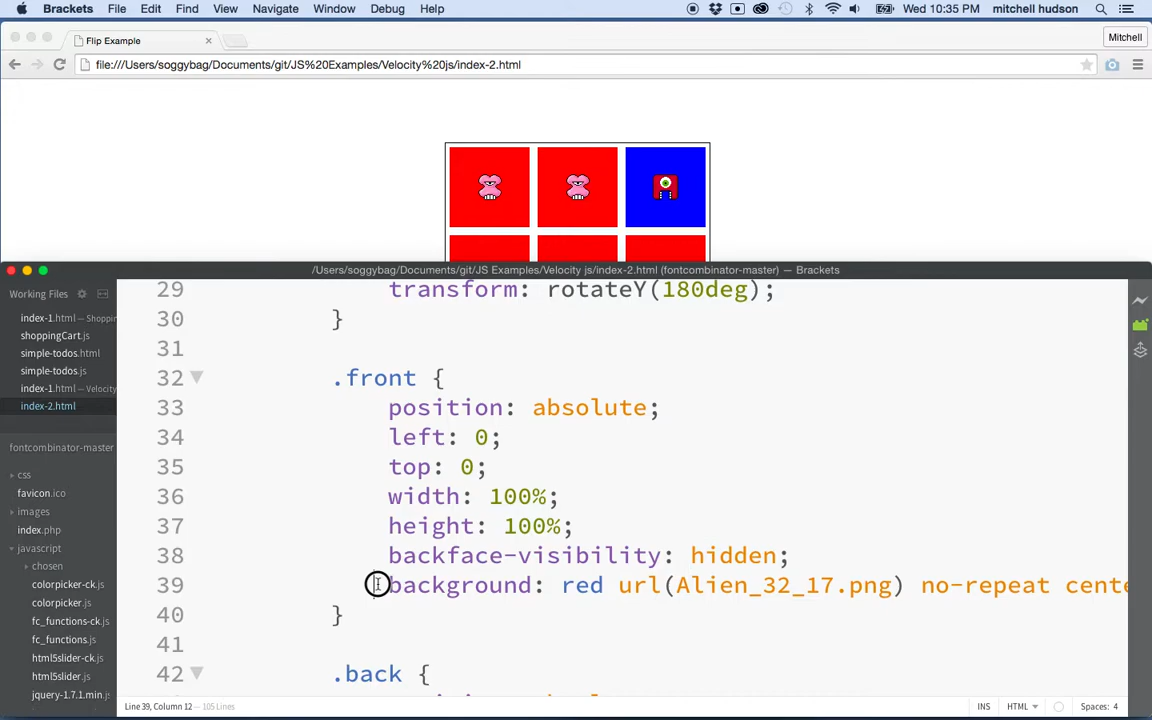 Brackets File Edit Find View Navigate Window Debug Help Wed 10:35 PM mitchell hudson
Flip Example
Mitchell
file:///Users/soggybag/Documents/git/JS%20Examples/Velocity%20js/index-2.html
/Users/soggybag/Documents/git/JS Examples/Velocity js/index-2.html (fontcombinator-master) — Brackets
Working Files
index-1.html — Shoppin
shoppingCart.js
simple-todos.html
simple-todos.js
index-1.html — Velocity
index-2.html
fontcombinator-master
css
favicon.ico
images
index.php
javascript
chosen
colorpicker-ck.js
colorpicker.js
fc_functions-ck.js
fc_functions.js
html5slider-ck.js
html5slider.js
jquery-1.7.1.min.js
29 transform: rotateY(180deg);
30 }
31
32 .front {
33 position: absolute;
34 left: 0;
35 top: 0;
36 width: 100%;
37 height: 100%;
38 backface-visibility: hidden;
39 background: red url(Alien_32_17.png) no-repeat cente
40 }
41
42 .back {
Line 39, Column 12 — 105 Lines
INS HTML Spaces: 4